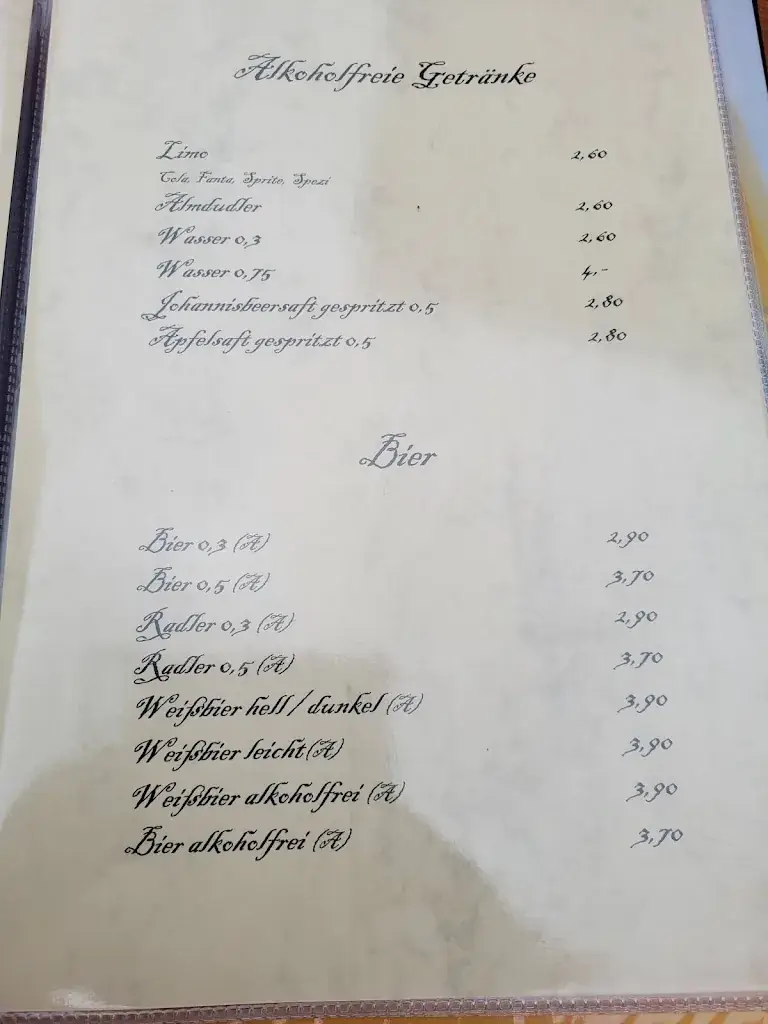 Alkoholfreie Getränke
Limo 2,60
Cola, Fanta, Sprite, Spezi
Almdudler 2,60
Wasser 0,3 2,60
Wasser 0,75 4,-
Johannisbeersaft gespritzt 0,5 2,80
Apfelsaft gespritzt 0,5 2,80
Bier
Bier 0,3 (A) 2,90
Bier 0,5 (A) 3,70
Radler 0,3 (A) 2,90
Radler 0,5 (A) 3,70
Weißbier hell / dunkel (A) 3,90
Weißbier leicht (A) 3,90
Weißbier alkoholfrei (A) 3,90
Bier alkoholfrei (A) 3,70